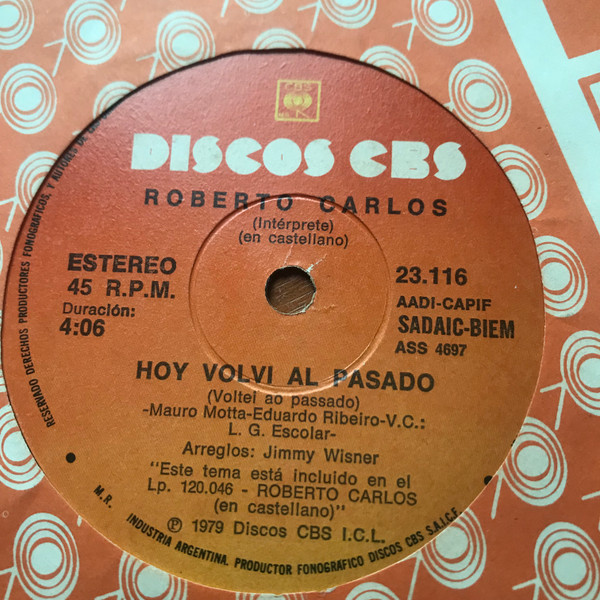 CBS
DISCOS CBS
ROBERTO CARLOS
(Intérprete)
(en castellano)
ESTEREO
45 R.P.M.
Duración:
4:06
23.116
AADI-CAPIF
SADAIC-BIEM
ASS 4697
HOY VOLVI AL PASADO
(Voltei ao passado)
-Mauro Motta-Eduardo Ribeiro-V.C.:
L. G. Escolar-
Arreglos: Jimmy Wisner
"Este tema está incluido en el
Lp. 120.046 - ROBERTO CARLOS
(en castellano)"
℗ 1979 Discos CBS I.C.L.
RESERVADO DERECHOS PRODUCTORES FONOGRAFICOS, Y AUTORES DE
M.R.
INDUSTRIA ARGENTINA. PRODUCTOR FONOGRAFICO DISCOS CBS S.A.I.C.F.